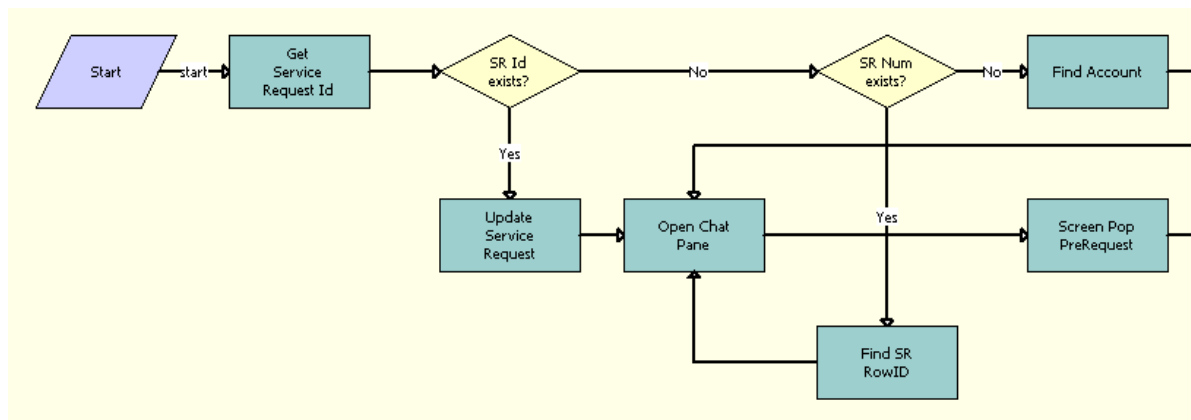 Start
start
Get
Service
Request Id
SR Id
exists?
No
SR Num
exists?
No
Find Account
Yes
Update
Service
Request
Open Chat
Pane
Yes
Screen Pop
PreRequest
Find SR
RowID